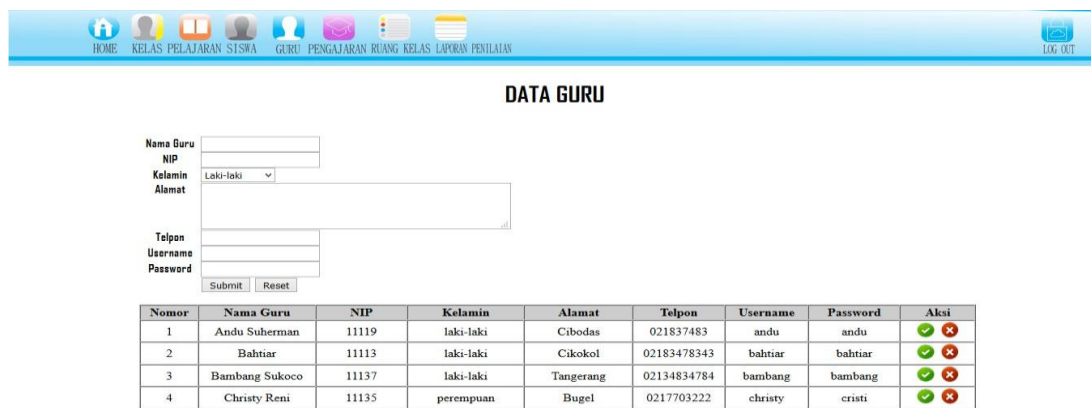 HOME KELAS PELAJARAN SISWA GURU PENGAJARAN RUANG KELAS LAPORAN PENILAIAN LOG OUT
DATA GURU
Nama Guru
NIP
Kelamin Laki-laki
Alamat
Telpon
Username
Password
Submit Reset
Nomor Nama Guru NIP Kelamin Alamat Telpon Username Password Aksi
1 Andu Suherman 11119 laki-laki Cibodas 021837483 andu andu
2 Bahtiar 11113 laki-laki Cikokol 02183478343 bahtiar bahtiar
3 Bambang Sukoco 11137 laki-laki Tangerang 02134834784 bambang bambang
4 Christy Reni 11135 perempuan Bugel 0217703222 christy cristi